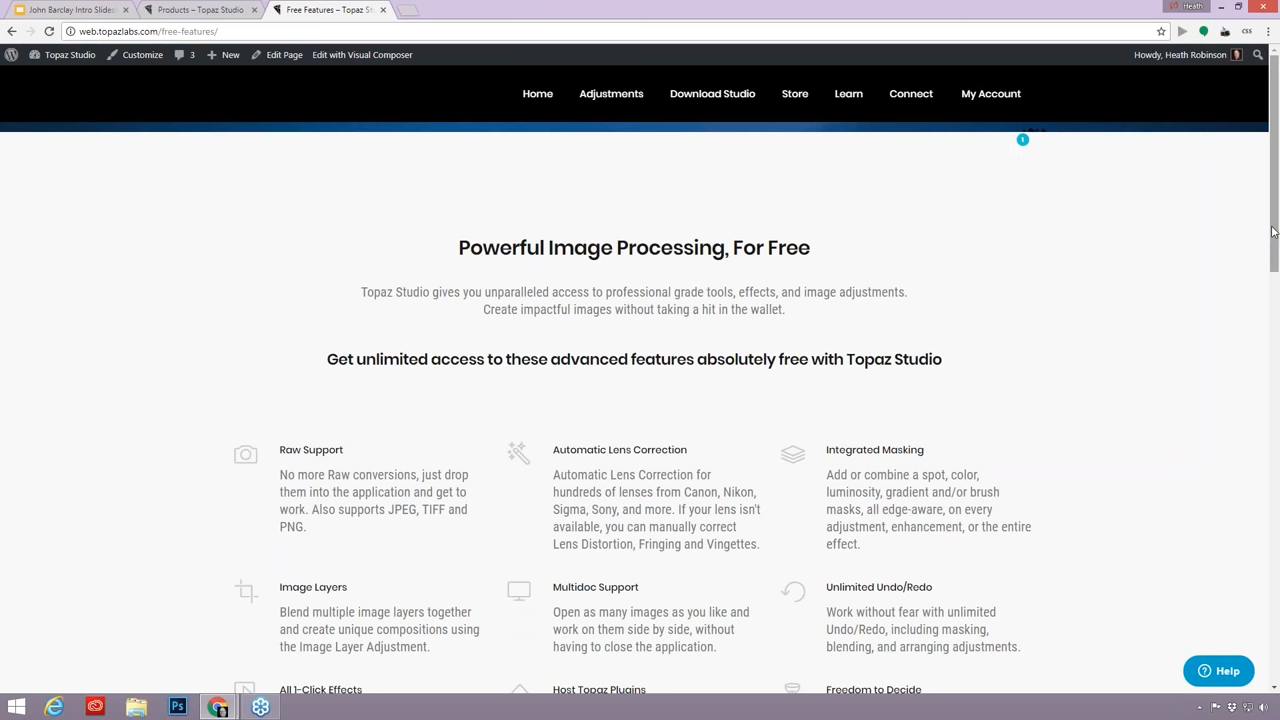 John Barclay Intro Slides
Products – Topaz Studio
Free Features – Topaz St
Heath
web.topazlabs.com/free-features/
CSS
Topaz Studio
Customize
3
New
Edit Page
Edit with Visual Composer
Howdy, Heath Robinson
Home
Adjustments
Download Studio
Store
Learn
Connect
My Account
1
Powerful Image Processing, For Free
Topaz Studio gives you unparalleled access to professional grade tools, effects, and image adjustments.
Create impactful images without taking a hit in the wallet.
Get unlimited access to these advanced features absolutely free with Topaz Studio
Raw Support
No more Raw conversions, just drop
them into the application and get to
work. Also supports JPEG, TIFF and
PNG.
Automatic Lens Correction
Automatic Lens Correction for
hundreds of lenses from Canon, Nikon,
Sigma, Sony, and more. If your lens isn't
available, you can manually correct
Lens Distortion, Fringing and Vingettes.
Integrated Masking
Add or combine a spot, color,
luminosity, gradient and/or brush
masks, all edge-aware, on every
adjustment, enhancement, or the entire
effect.
Image Layers
Blend multiple image layers together
and create unique compositions using
the Image Layer Adjustment.
Multidoc Support
Open as many images as you like and
work on them side by side, without
having to close the application.
Unlimited Undo/Redo
Work without fear with unlimited
Undo/Redo, including masking,
blending, and arranging adjustments.
All 1-Click Effects
Host Topaz Plugins
Freedom to Decide
Help
Ps